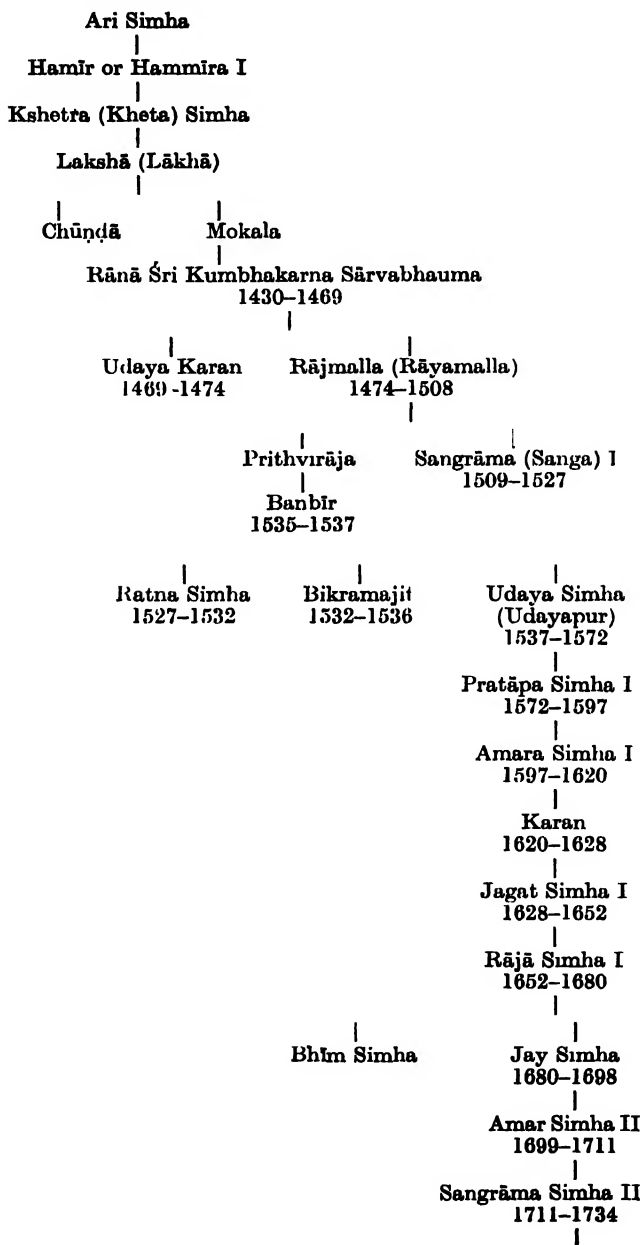 Ari Simha
Hamīr or Hammīra I
Kshetra (Kheta) Simha
Lakshā (Lākhā)
Chūṇḍā Mokala
Rānā Śri Kumbhakarna Sārvabhauma
1430–1469
Udaya Karan Rājmalla (Rāyamalla)
1469-1474 1474–1508
Prithvīrāja Sangrāma (Sanga) I
1509–1527
Banbīr
1535–1537
Ratna Simha Bikramajit Udaya Simha
1527–1532 1532–1536 (Udayapur)
1537–1572
Pratāpa Simha I
1572–1597
Amara Simha I
1597–1620
Karan
1620–1628
Jagat Simha I
1628–1652
Rājā Simha I
1652–1680
Bhīm Simha Jay Simha
1680–1698
Amar Simha II
1699–1711
Sangrāma Simha II
1711–1734